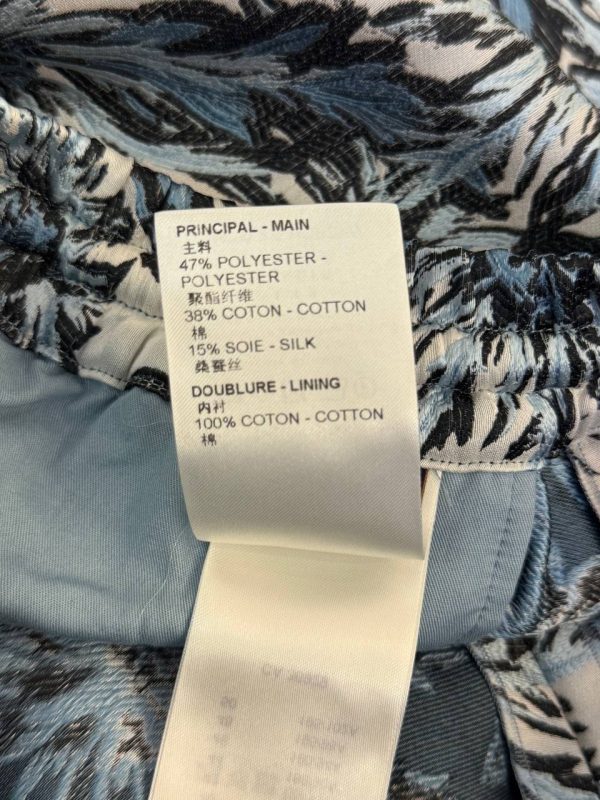 PRINCIPAL - MAIN
主料
47% POLYESTER -
POLYESTER
聚酯纤维
38% COTON - COTTON
棉
15% SOIE - SILK
桑蚕丝
DOUBLURE - LINING
内衬
100% COTON - COTTON
棉